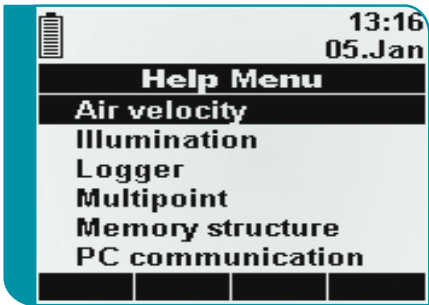 13:16
05.Jan
Help Menu
Air velocity
Illumination
Logger
Multipoint
Memory structure
PC communication